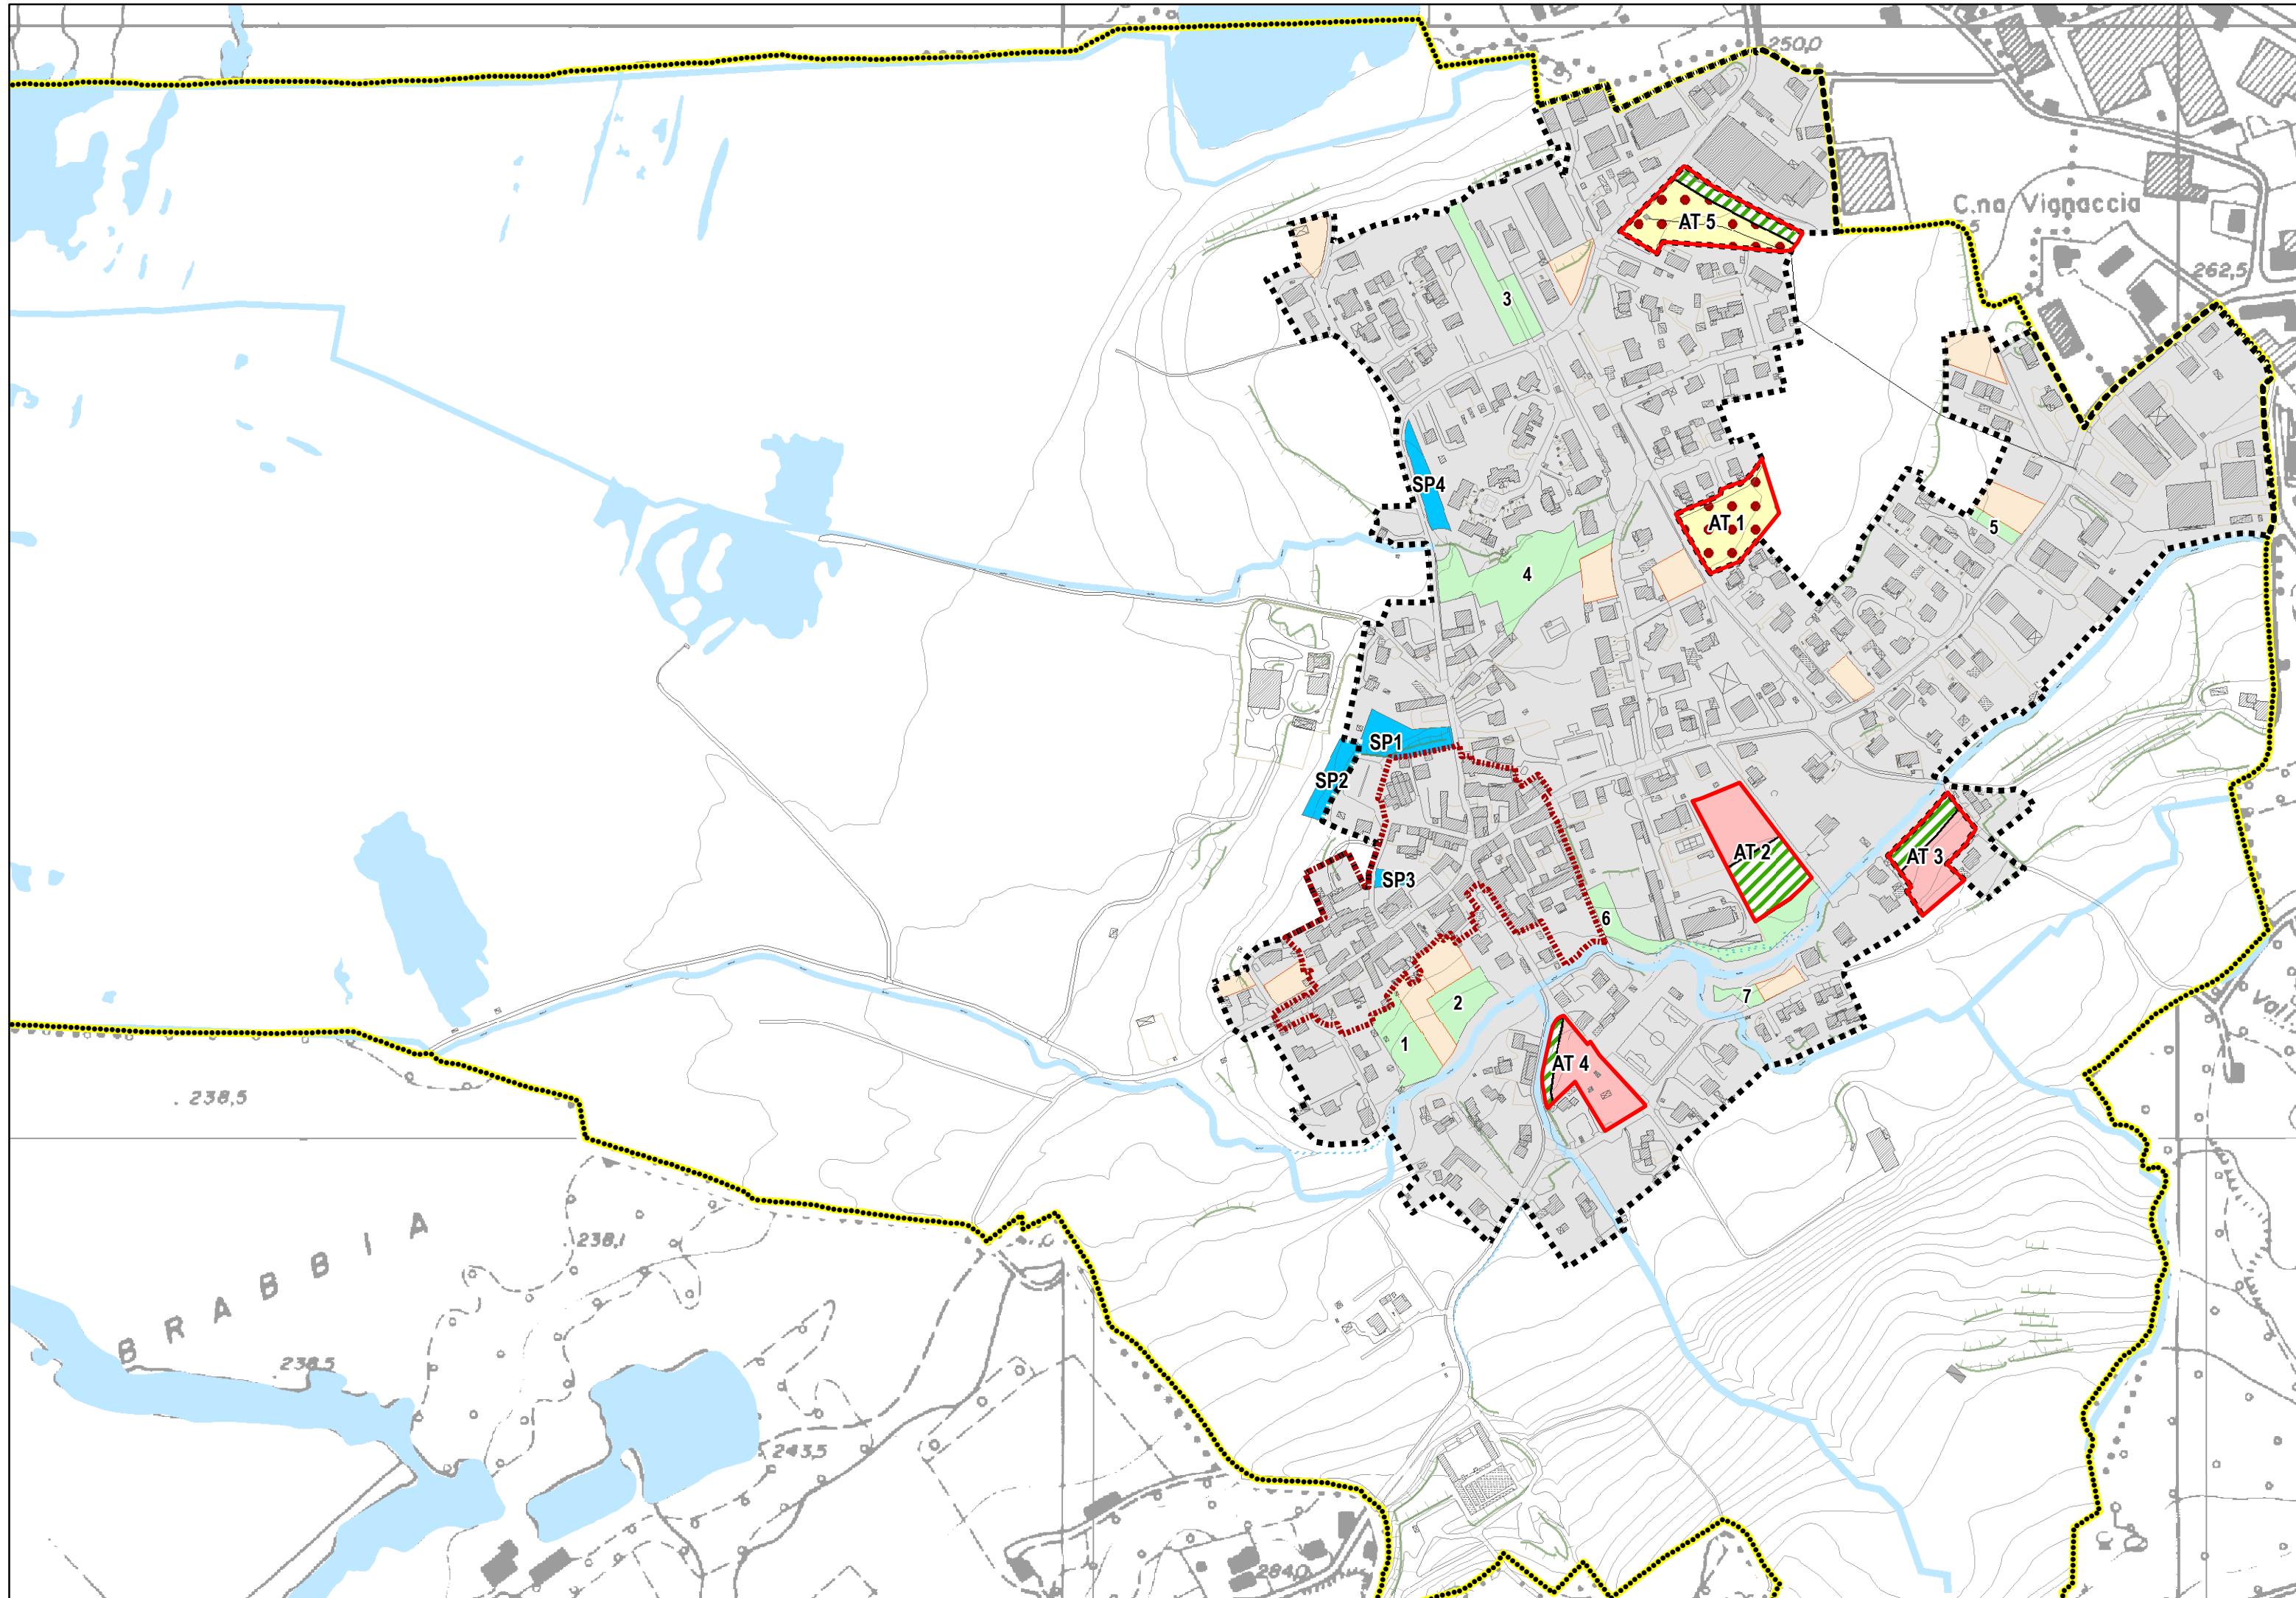 250,0
C.na Vignaccia
AT 5
262,5
3
SP4
AT 1
5
4
SP1
SP2
AT 2
AT 3
SP3
6
7
2
1
AT 4
. 238,5
238,1
BRABBIA
238,5
243,5
284,0